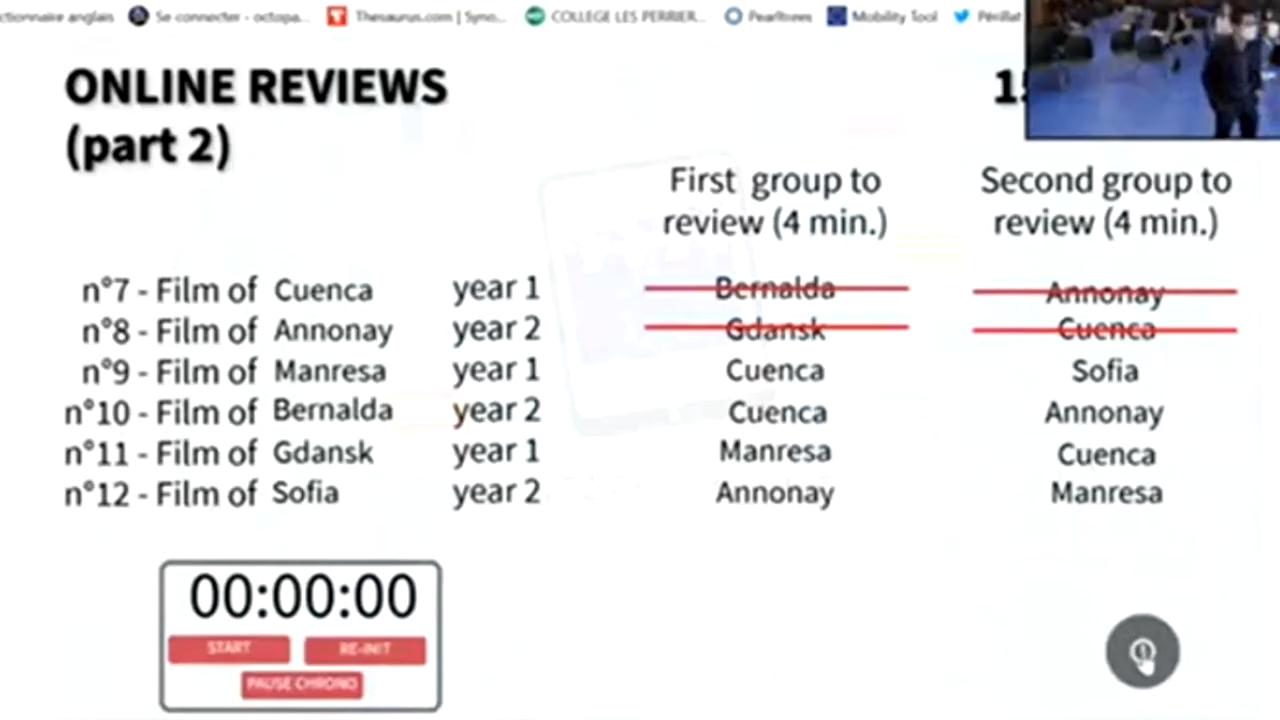 ctionnaire anglais Se connecter - octopa... Thesaurus.com | Syno... COLLEGE LES PERRIER... Pearltrees Mobility Tool Périllat
ONLINE REVIEWS
(part 2)
First group to review (4 min.)
Second group to review (4 min.)
n°7 - Film of Cuenca year 1 Bernalda Annonay
n°8 - Film of Annonay year 2 Gdansk Cuenca
n°9 - Film of Manresa year 1 Cuenca Sofia
n°10 - Film of Bernalda year 2 Cuenca Annonay
n°11 - Film of Gdansk year 1 Manresa Cuenca
n°12 - Film of Sofia year 2 Annonay Manresa
00:00:00
START RE-INIT
PAUSE CHRONO